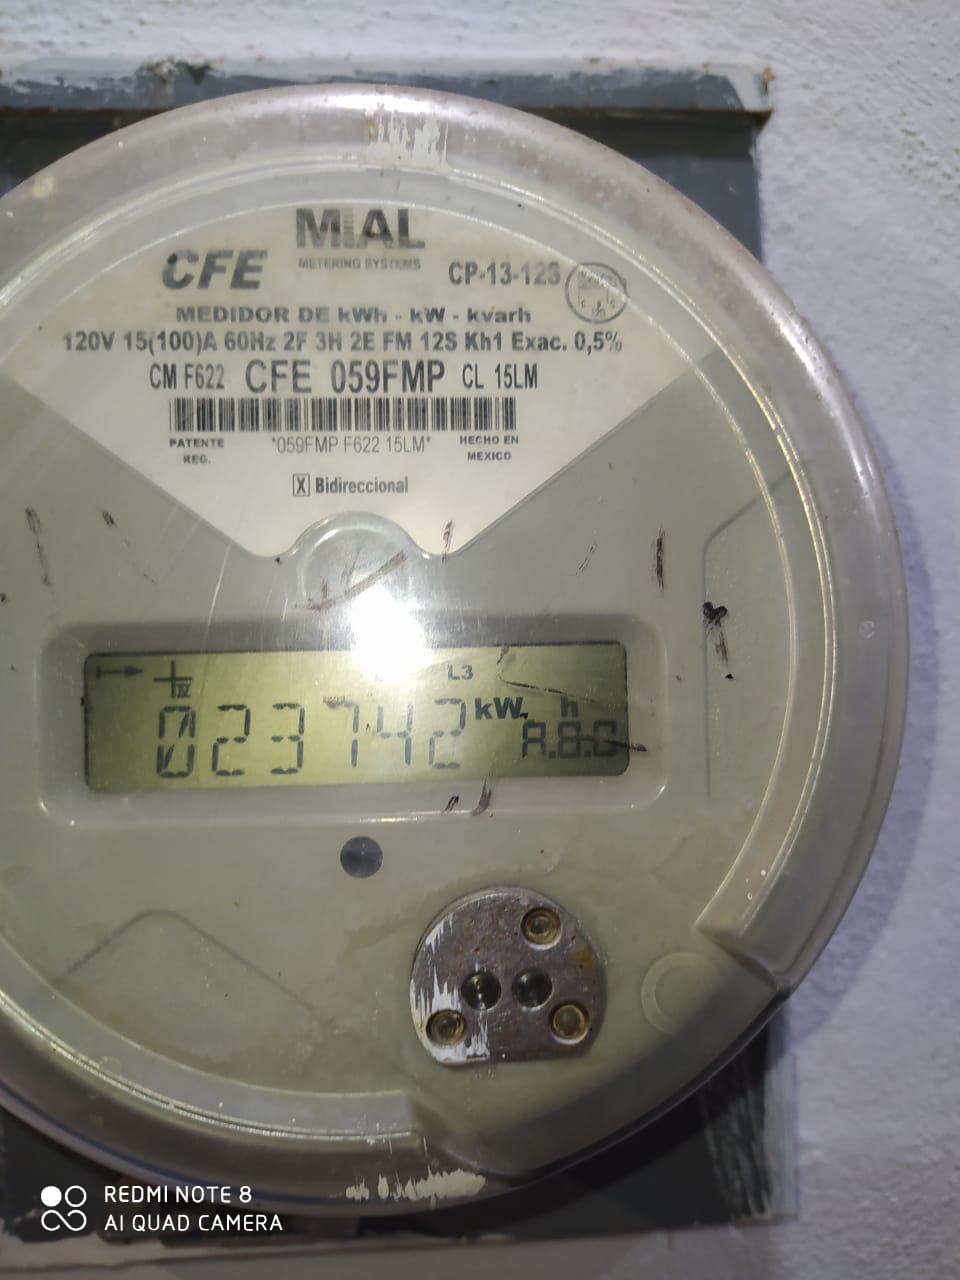 MIAL
METERING SYSTEMS
CFE
CP-13-123
MEDIDOR DE kWh - kW - kvarh
120V 15(100)A 60Hz 2F 3H 2E FM 12S Kh1 Exac. 0,5%
CM F622 CFE 059FMP CL 15LM
PATENTE REG.
*059FMP F622 15LM*
HECHO EN MEXICO
X Bidireccional
L3
023742 kW h
REDMI NOTE 8
AI QUAD CAMERA